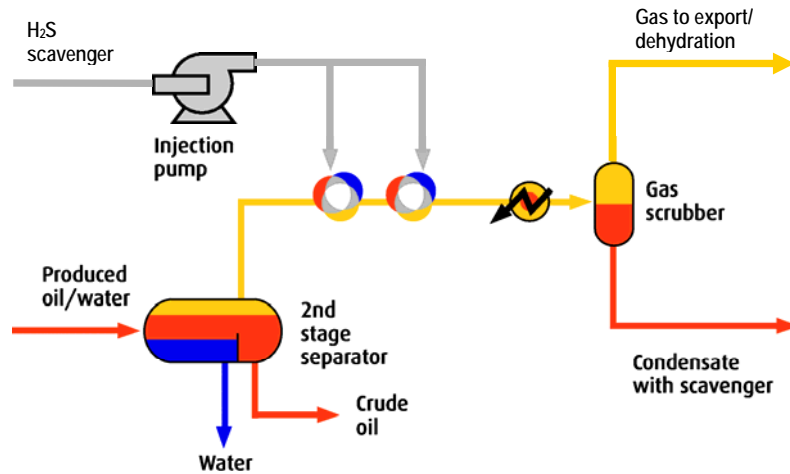 H₂S
scavenger
Gas to export/
dehydration
Injection
pump
Gas
scrubber
Produced
oil/water
2nd
stage
separator
Condensate
with scavenger
Crude
oil
Water